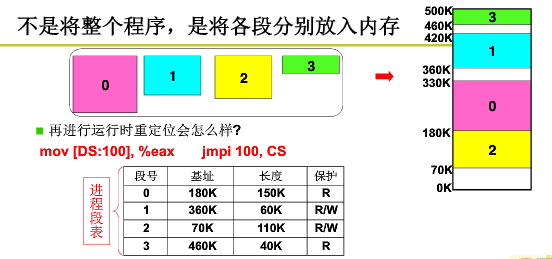 不是将整个程序，是将各段分别放入内存
0
1
2
3
再进行运行时重定位会怎么样?
mov [DS:100], %eax jmpi 100, CS
进程段表
段号 基址 长度 保护
0 180K 150K R
1 360K 60K R/W
2 70K 110K R/W
3 460K 40K R
500K
3
460K
420K
1
360K
330K
0
180K
2
70K
0K